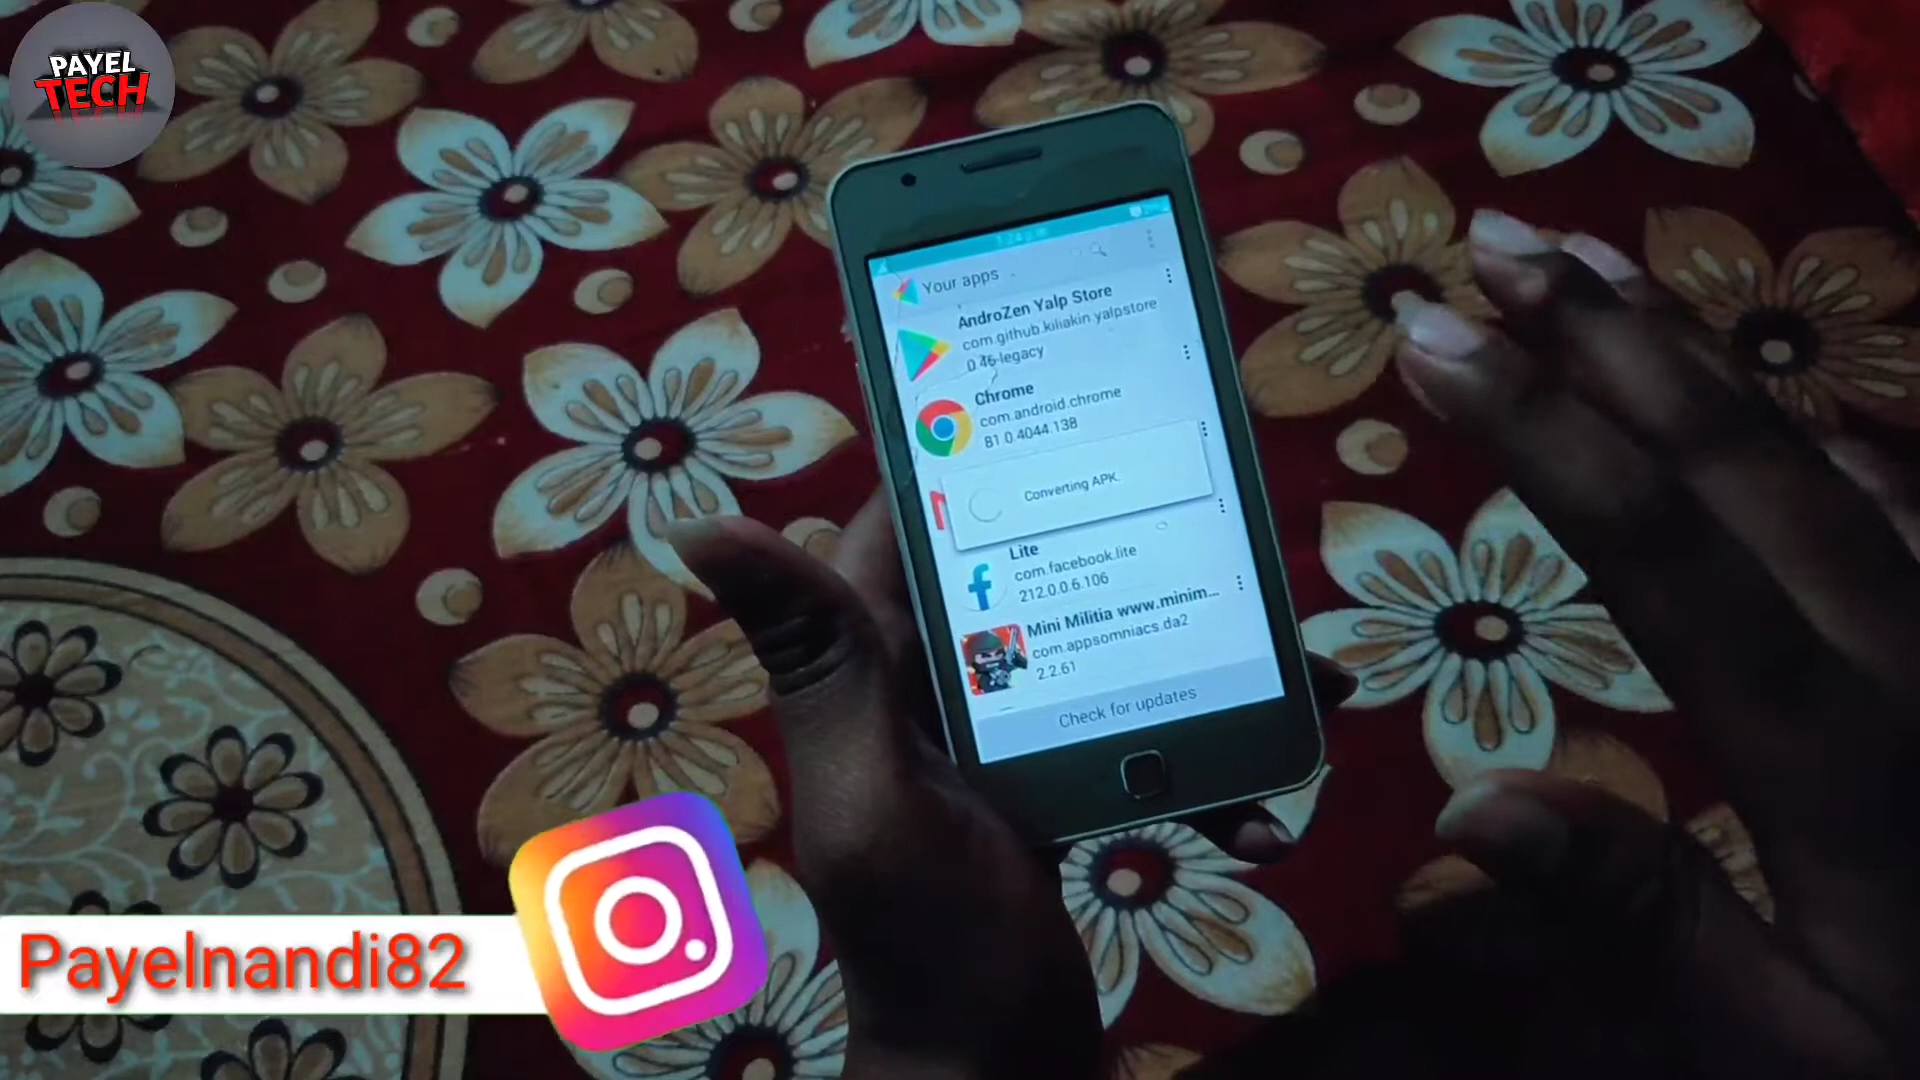 PAYEL
TECH
Your apps
AndroZen Yalp Store
com.github.kiliakin.yalpstore
0.46-legacy
Chrome
com.android.chrome
81.0.4044.138
Converting APK.
Lite
com.facebook.lite
212.0.0.6.106
Mini Militia www.minim...
com.appsomniacs.da2
2.2.61
Check for updates
Payelnandi82